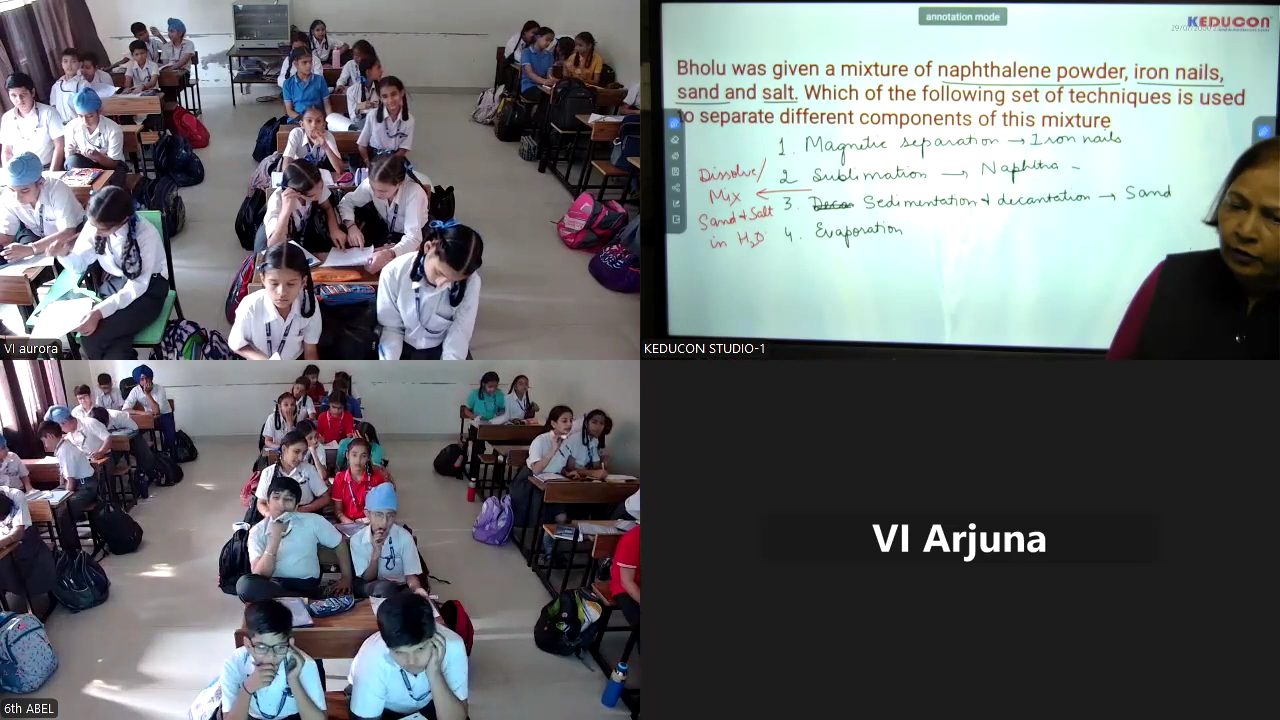 annotation mode
KEDUCON
Bholu was given a mixture of naphthalene powder, iron nails,
sand and salt. Which of the following set of techniques is used
to separate different components of this mixture
1. Magnetic separation → Iron nails
Dissolve/
2 Sublimation → Naphtha -
Mix
3. Sedimentation & decantation → Sand
Sand & Salt
4. Evaporation
in H₂O
VI aurora
KEDUCON STUDIO-1
VI Arjuna
6th ABEL